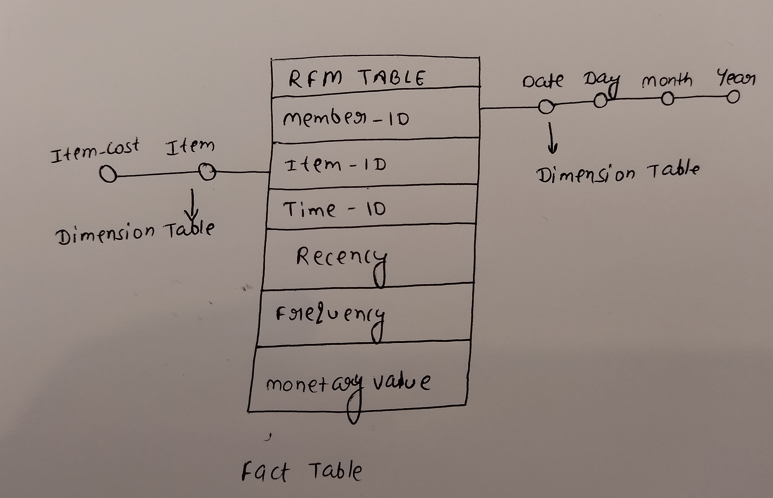 RFM TABLE
Date Day month Year
member-ID
Item-Cost Item
Item-ID
Dimension Table
Time-ID
Dimension Table
Recency
Frequency
monetary value
Fact Table